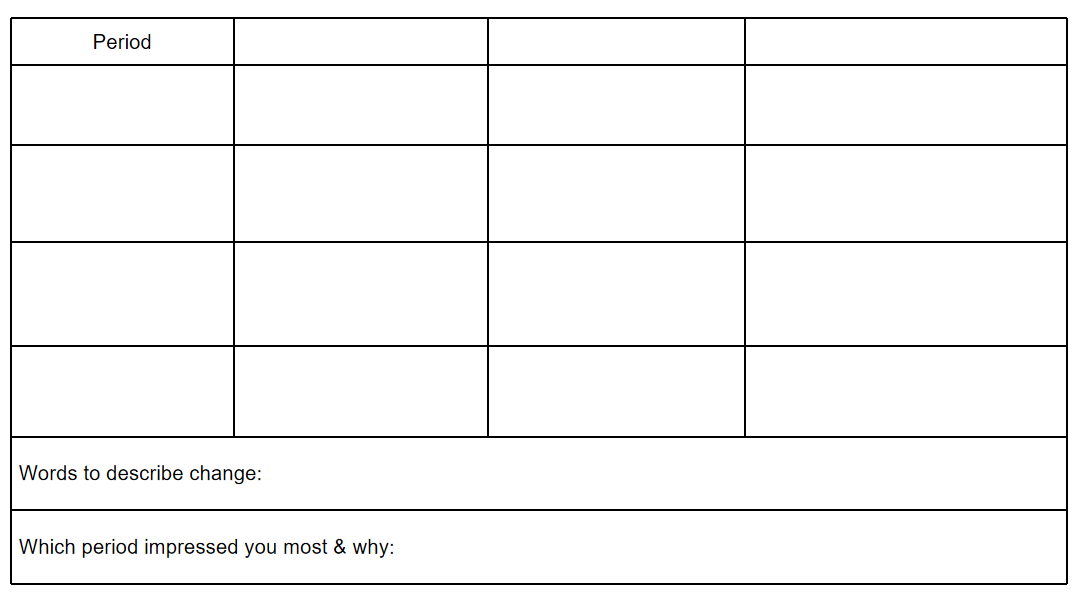 Period
Words to describe change:
Which period impressed you most & why: